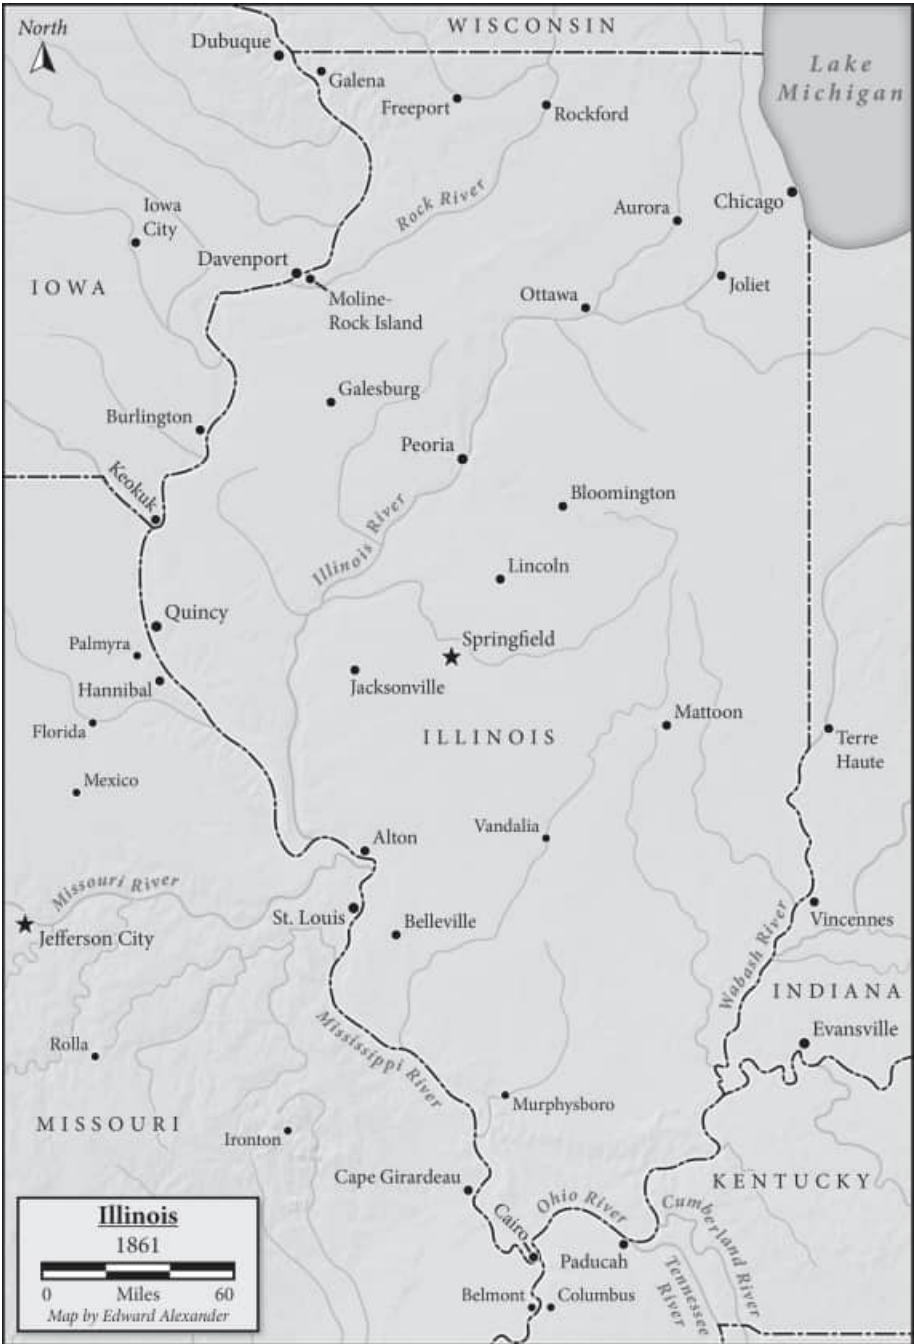 North
WISCONSIN
Dubuque
Lake
Michigan
Galena
Freeport
Rockford
Rock River
Iowa
City
Aurora
Chicago
Davenport
IOWA
Joliet
Moline-
Rock Island
Ottawa
Galesburg
Burlington
Peoria
Keokuk
Bloomington
Illinois River
Lincoln
Quincy
Springfield
Palmyra
Hannibal
Jacksonville
Florida
Mattoon
ILLINOIS
Terre
Haute
Mexico
Vandalia
Alton
Missouri River
St. Louis
Belleville
Vincennes
Jefferson City
Wabash River
INDIANA
Evansville
Mississippi River
Rolla
Murphysboro
MISSOURI
Ironton
Cape Girardeau
KENTUCKY
Ohio River
Cumberland River
Cairo
Paducah
Tennessee
River
Belmont
Columbus
Illinois
1861
0 Miles 60
Map by Edward Alexander